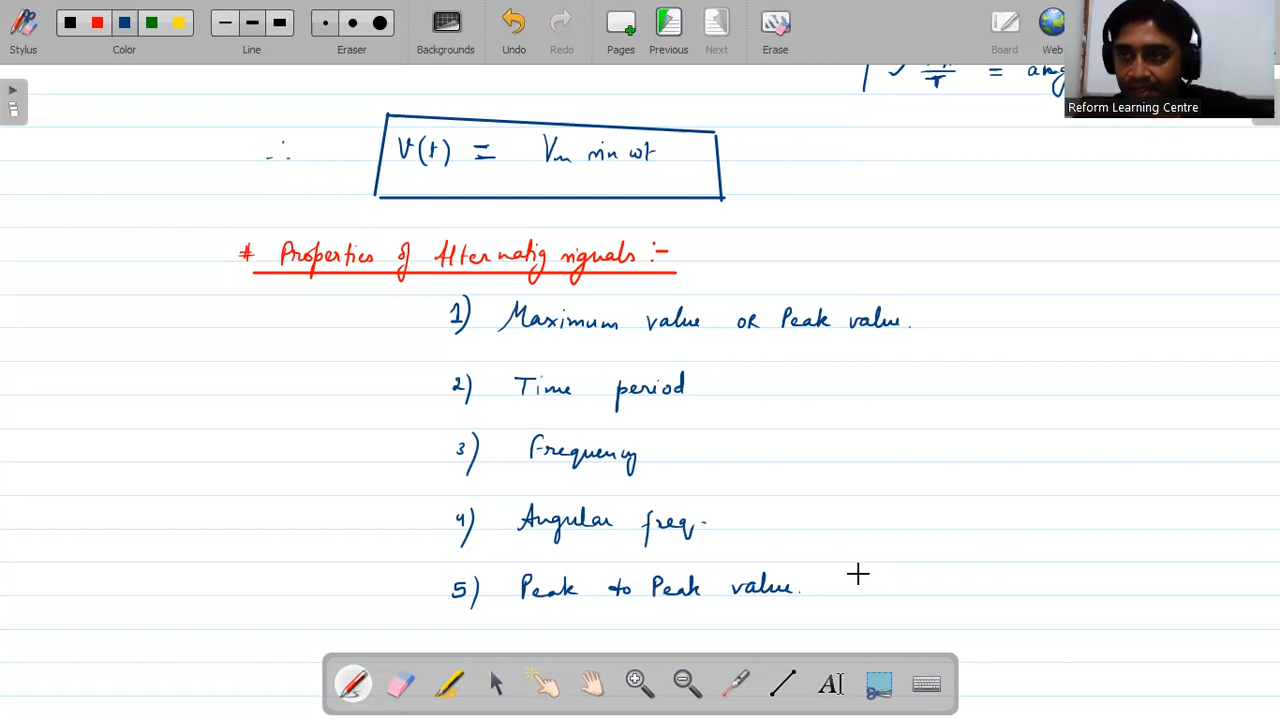 Stylus Color Line Eraser Backgrounds Undo Redo Pages Previous Next Erase Board Web
T =
Reform Learning Centre
∴ V(t) = Vm sin ωt
* Properties of Alternatig signals :-
1) Maximum value OR Peak value.
2) Time period
3) Frequency
4) Angular freq.
5) Peak to Peak value.